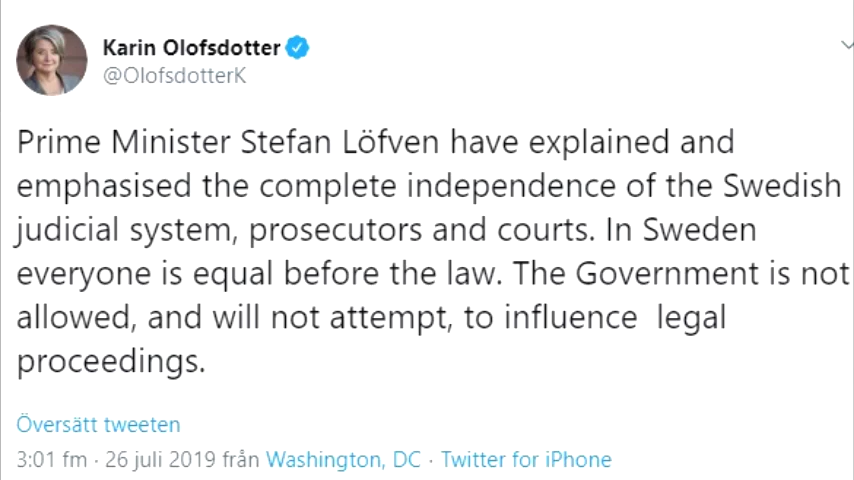 Karin Olofsdotter
@OlofsdotterK
Prime Minister Stefan Löfven have explained and
emphasised the complete independence of the Swedish
judicial system, prosecutors and courts. In Sweden
everyone is equal before the law. The Government is not
allowed, and will not attempt, to influence  legal
proceedings.
Översätt tweeten
3:01 fm · 26 juli 2019 från Washington, DC · Twitter for iPhone